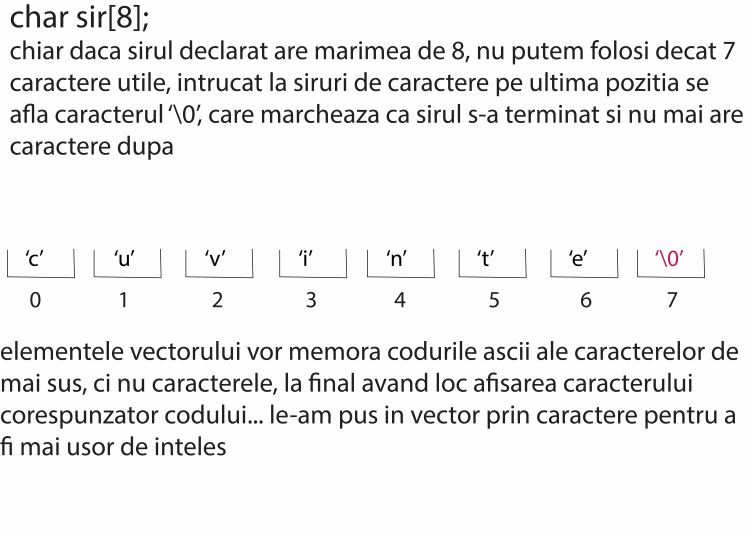 char sir[8];
chiar daca sirul declarat are marimea de 8, nu putem folosi decat 7
caractere utile, intrucat la siruri de caractere pe ultima pozitia se
afla caracterul ‘\0’, care marcheaza ca sirul s-a terminat si nu mai are
caractere dupa
‘c’ ‘u’ ‘v’ ‘i’ ‘n’ ‘t’ ‘e’ ‘\0’
0 1 2 3 4 5 6 7
elementele vectorului vor memora codurile ascii ale caracterelor de
mai sus, ci nu caracterele, la final avand loc afisarea caracterului
corespunzator codului... le-am pus in vector prin caractere pentru a
fi mai usor de inteles